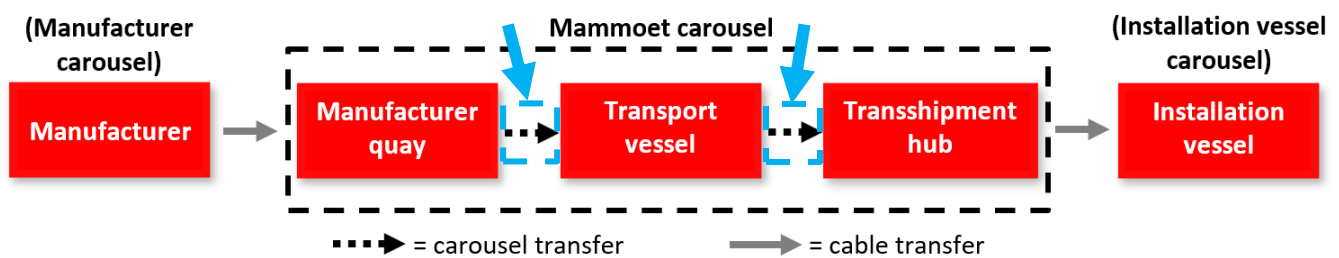 (Manufacturer
carousel)
Mammoet carousel
(Installation vessel
carousel)
Manufacturer
Manufacturer
quay
Transport
vessel
Transshipment
hub
Installation
vessel
= carousel transfer
= cable transfer